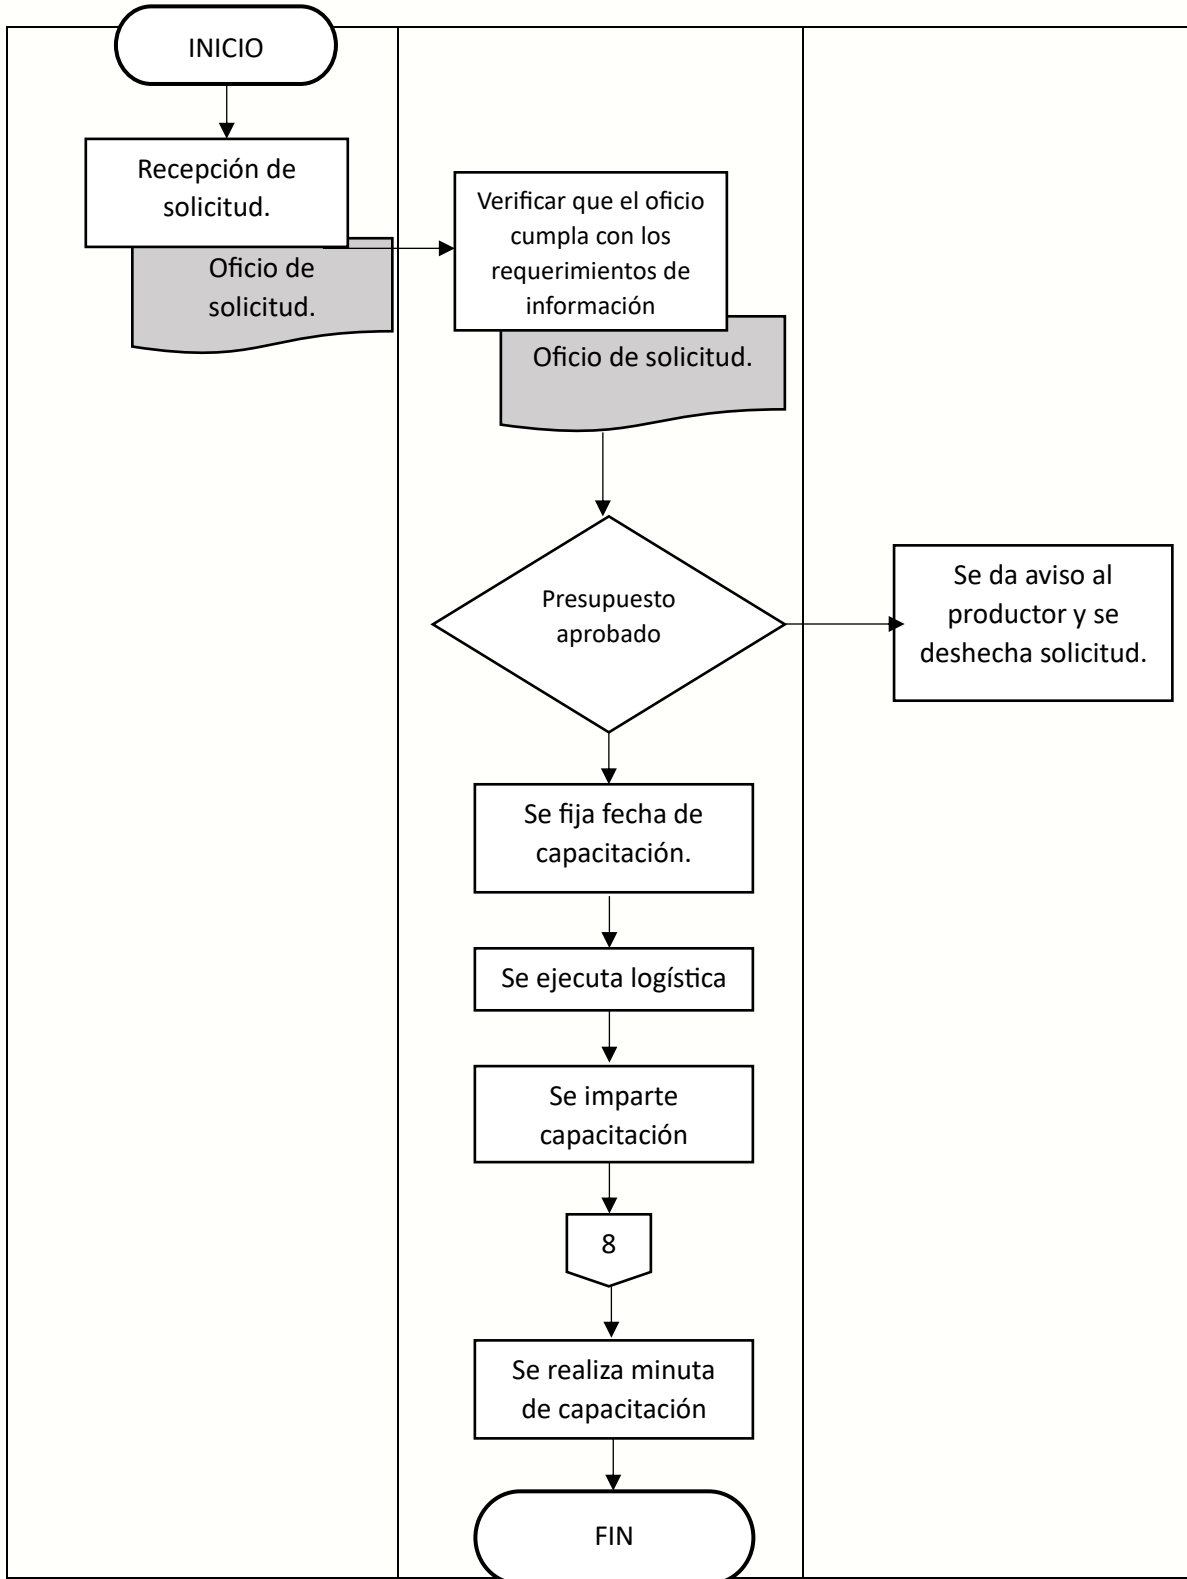 INICIO
Recepción de
solicitud.
Oficio de
solicitud.
Verificar que el oficio
cumpla con los
requerimientos de
información
Oficio de solicitud.
Presupuesto
aprobado
Se da aviso al
productor y se
deshecha solicitud.
Se fija fecha de
capacitación.
Se ejecuta logística
Se imparte
capacitación
8
Se realiza minuta
de capacitación
FIN